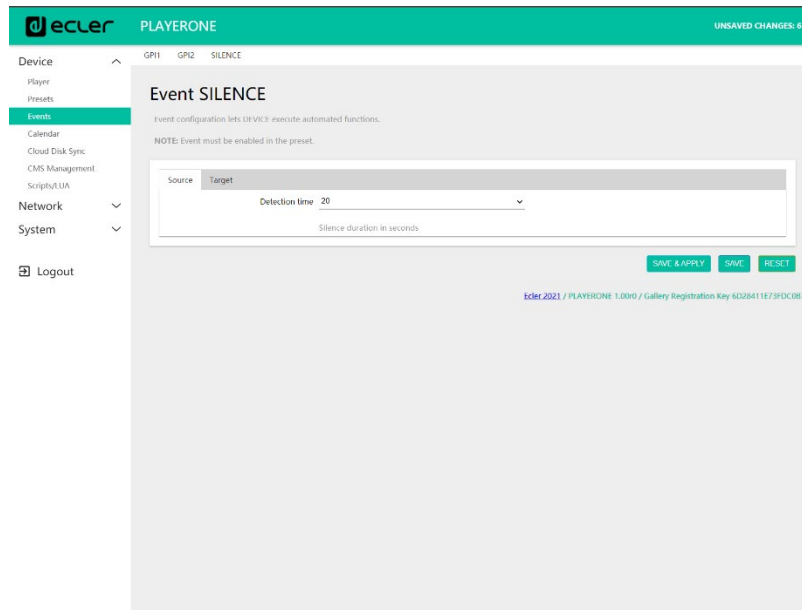 ecler
PLAYERONE
UNSAVED CHANGES: 6
Device
Player
Presets
Events
Calendar
Cloud Disk Sync
CMS Management
Scripts/LUA
Network
System
Logout
GPI1 GPI2 SILENCE
Event SILENCE
Event configuration lets DEVICE execute automated functions.
NOTE: Event must be enabled in the preset.
Source Target
Detection time 20
Silence duration in seconds
SAVE & APPLY SAVE RESET
Ecler 2021 / PLAYERONE 1.00r0 / Gallery Registration Key 6D28411E73FDC0B